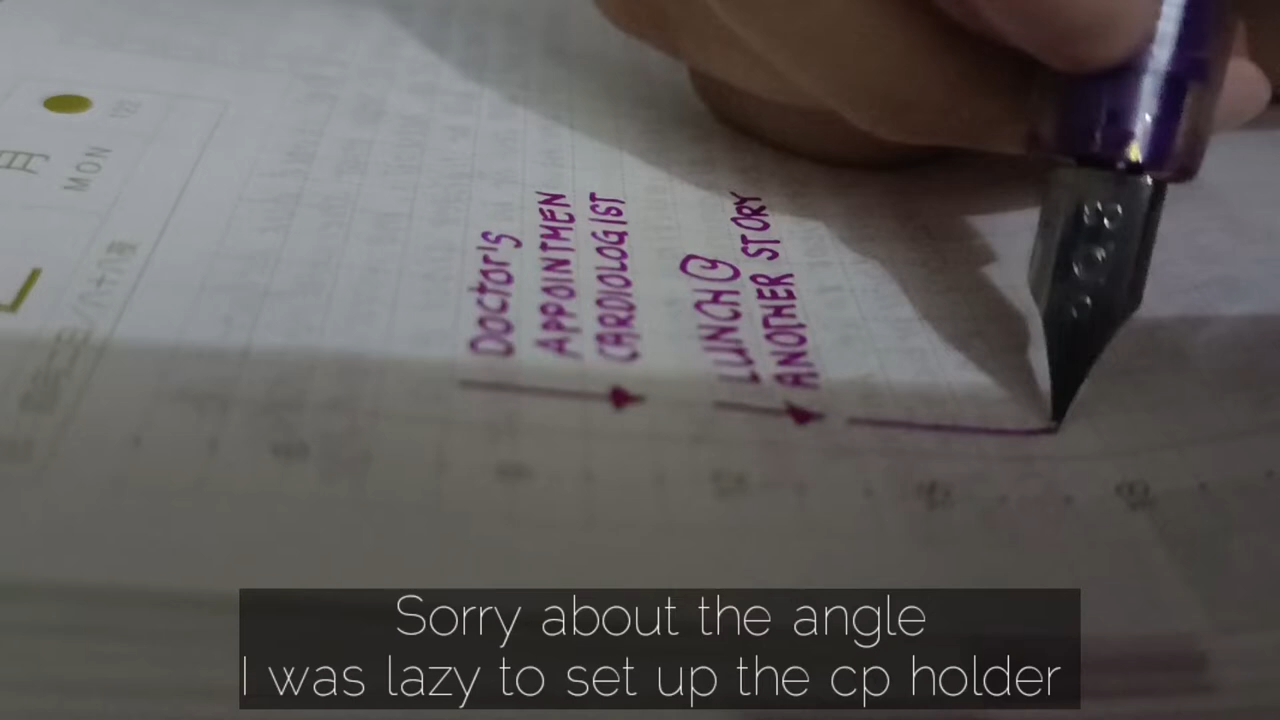 月
MON
Doctor's
APPOINTMEN
CARDIOLOGIST
LUNCH @
ANOTHER STORY
Sorry about the angle
I was lazy to set up the cp holder